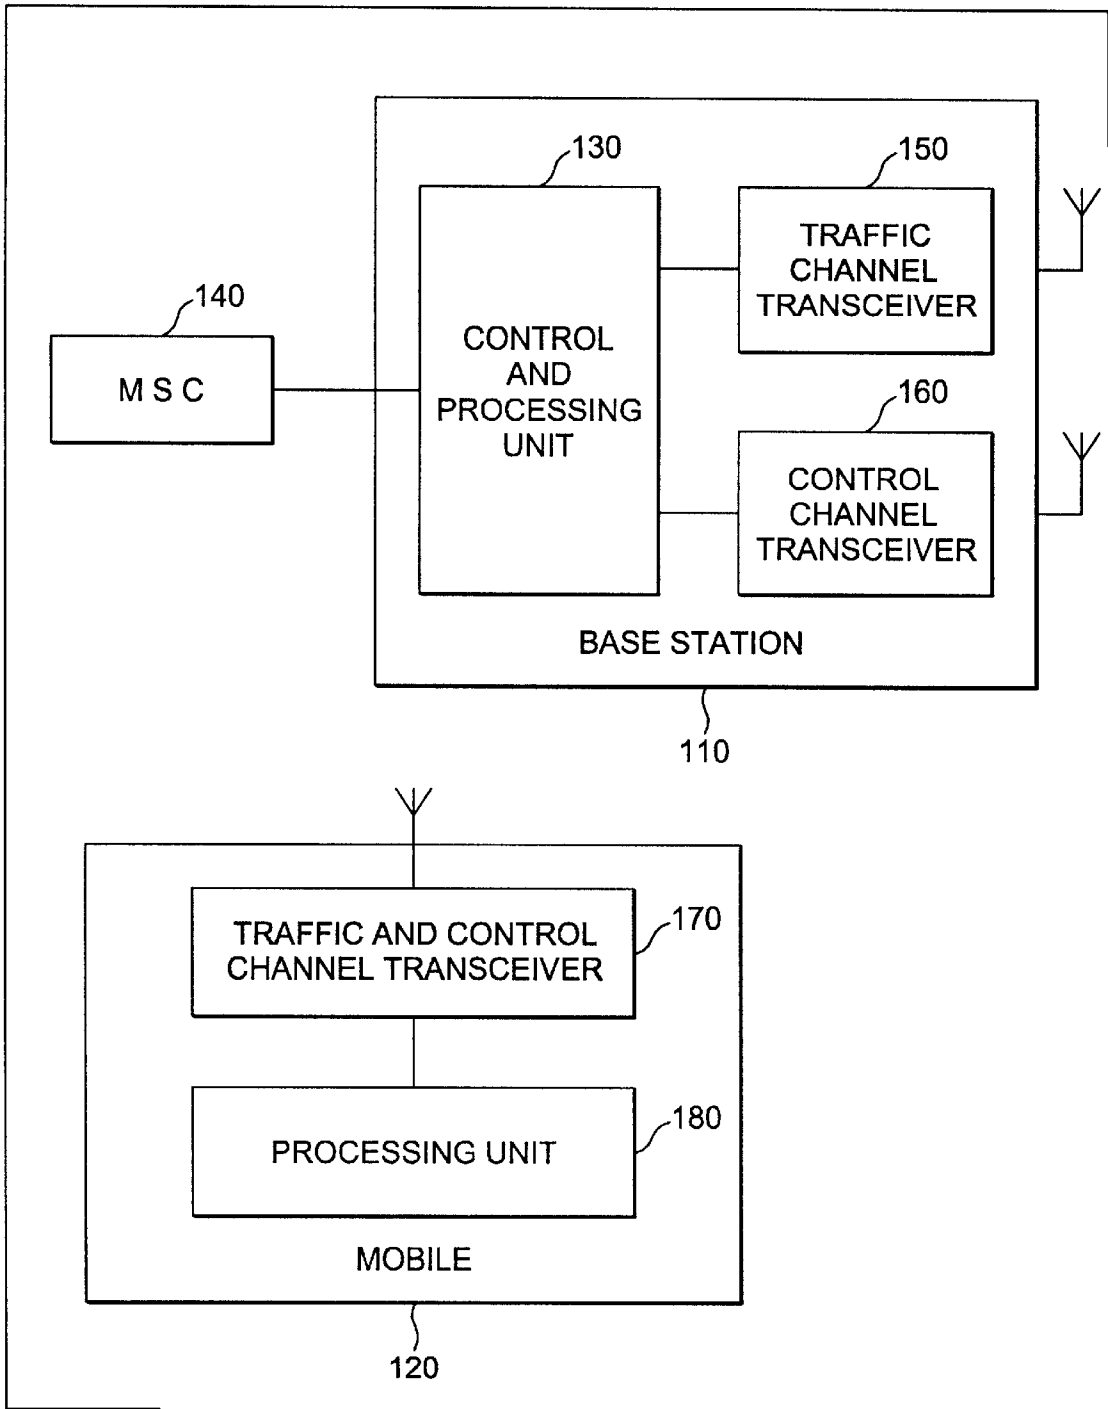 130
150
TRAFFIC
CHANNEL
TRANSCEIVER
140
M S C
CONTROL
AND
PROCESSING
UNIT
160
CONTROL
CHANNEL
TRANSCEIVER
BASE STATION
110
170
TRAFFIC AND CONTROL
CHANNEL TRANSCEIVER
180
PROCESSING UNIT
MOBILE
120